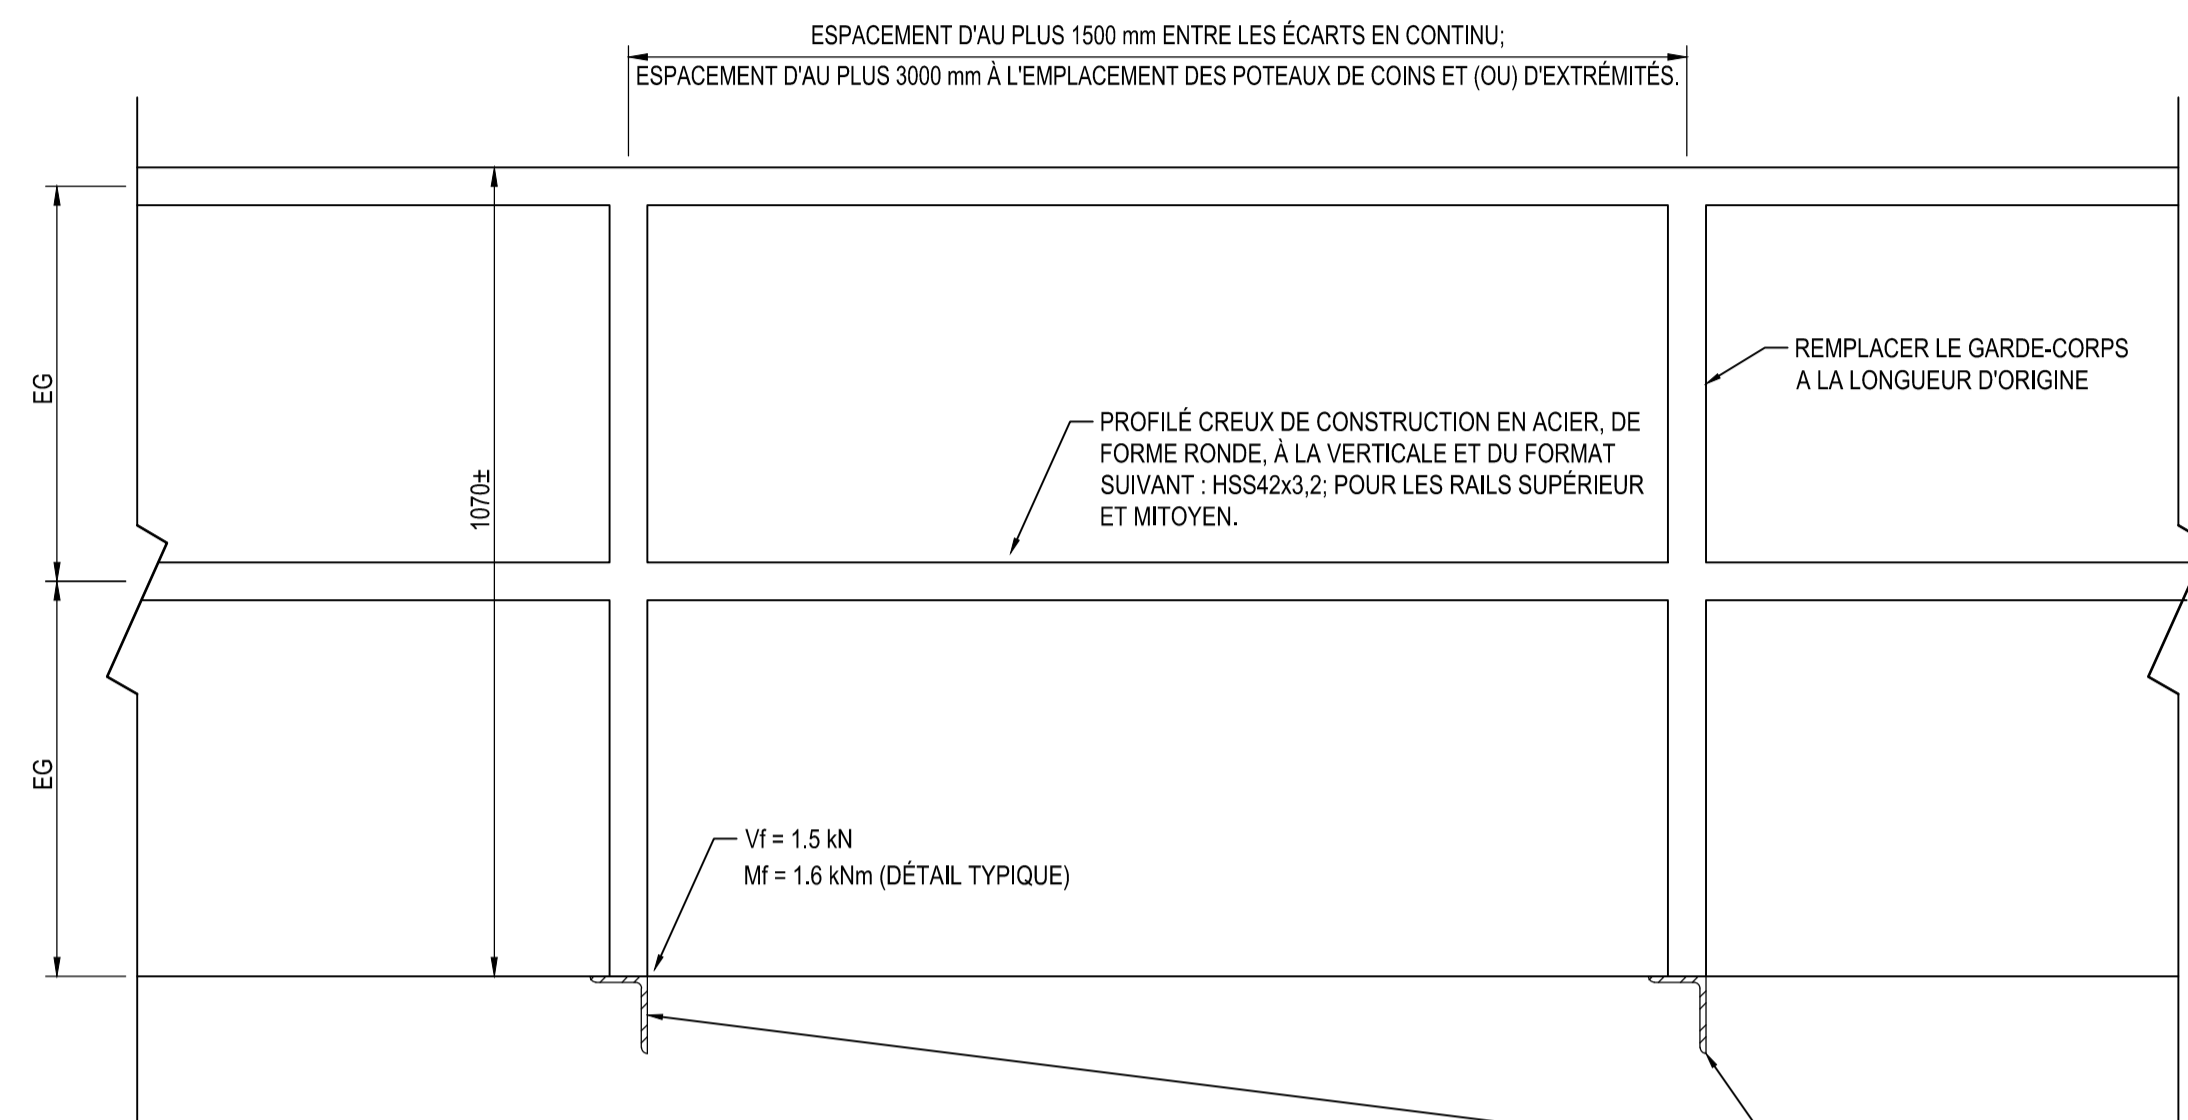 ESPACEMENT D'AU PLUS 1500 mm ENTRE LES ÉCARTS EN CONTINU;
ESPACEMENT D'AU PLUS 3000 mm À L'EMPLACEMENT DES POTEAUX DE COINS ET (OU) D'EXTRÉMITÉS.
EG
1070±
REMPLACER LE GARDE-CORPS
A LA LONGUEUR D'ORIGINE
PROFILÉ CREUX DE CONSTRUCTION EN ACIER, DE
FORME RONDE, À LA VERTICALE ET DU FORMAT
SUIVANT : HSS42x3,2; POUR LES RAILS SUPÉRIEUR
ET MITOYEN.
EG
Vf = 1.5 kN
Mf = 1.6 kNm (DÉTAIL TYPIQUE)